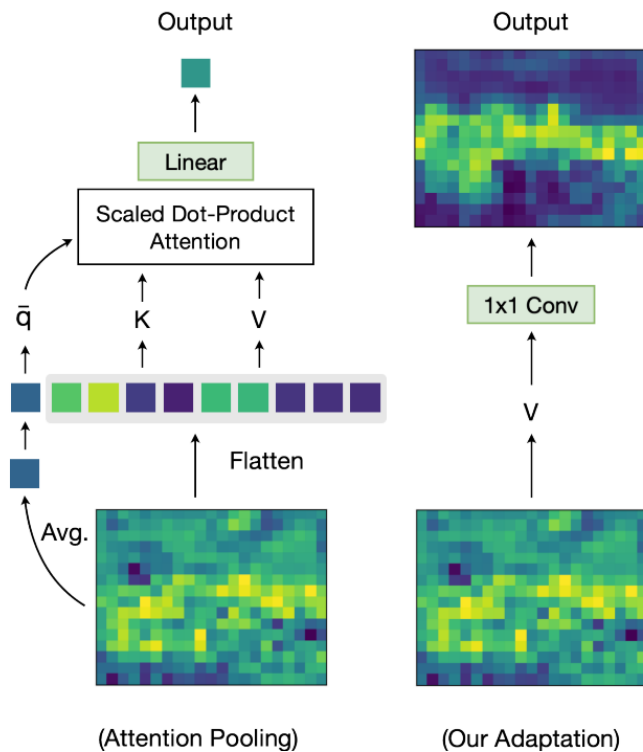 Output
Output
Linear
Scaled Dot-Product
Attention
q̄
K
V
1x1 Conv
V
Flatten
Avg.
(Attention Pooling)
(Our Adaptation)